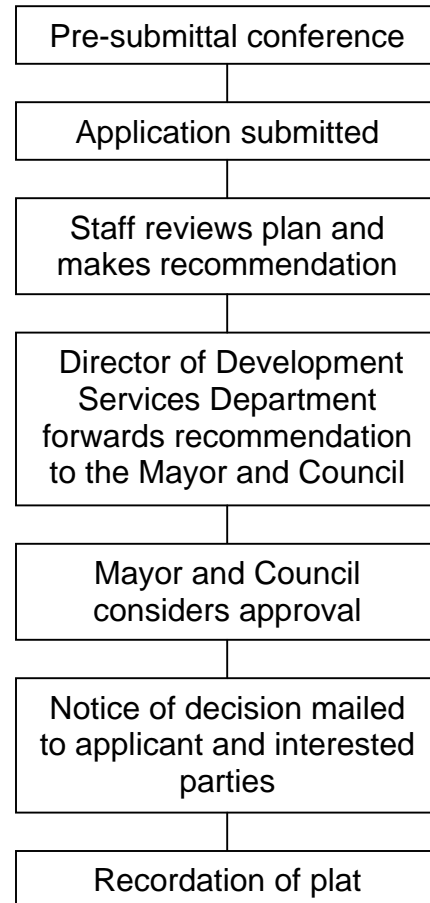 Pre-submittal conference
Application submitted
Staff reviews plan and
makes recommendation
Director of Development
Services Department
forwards recommendation
to the Mayor and Council
Mayor and Council
considers approval
Notice of decision mailed
to applicant and interested
parties
Recordation of plat